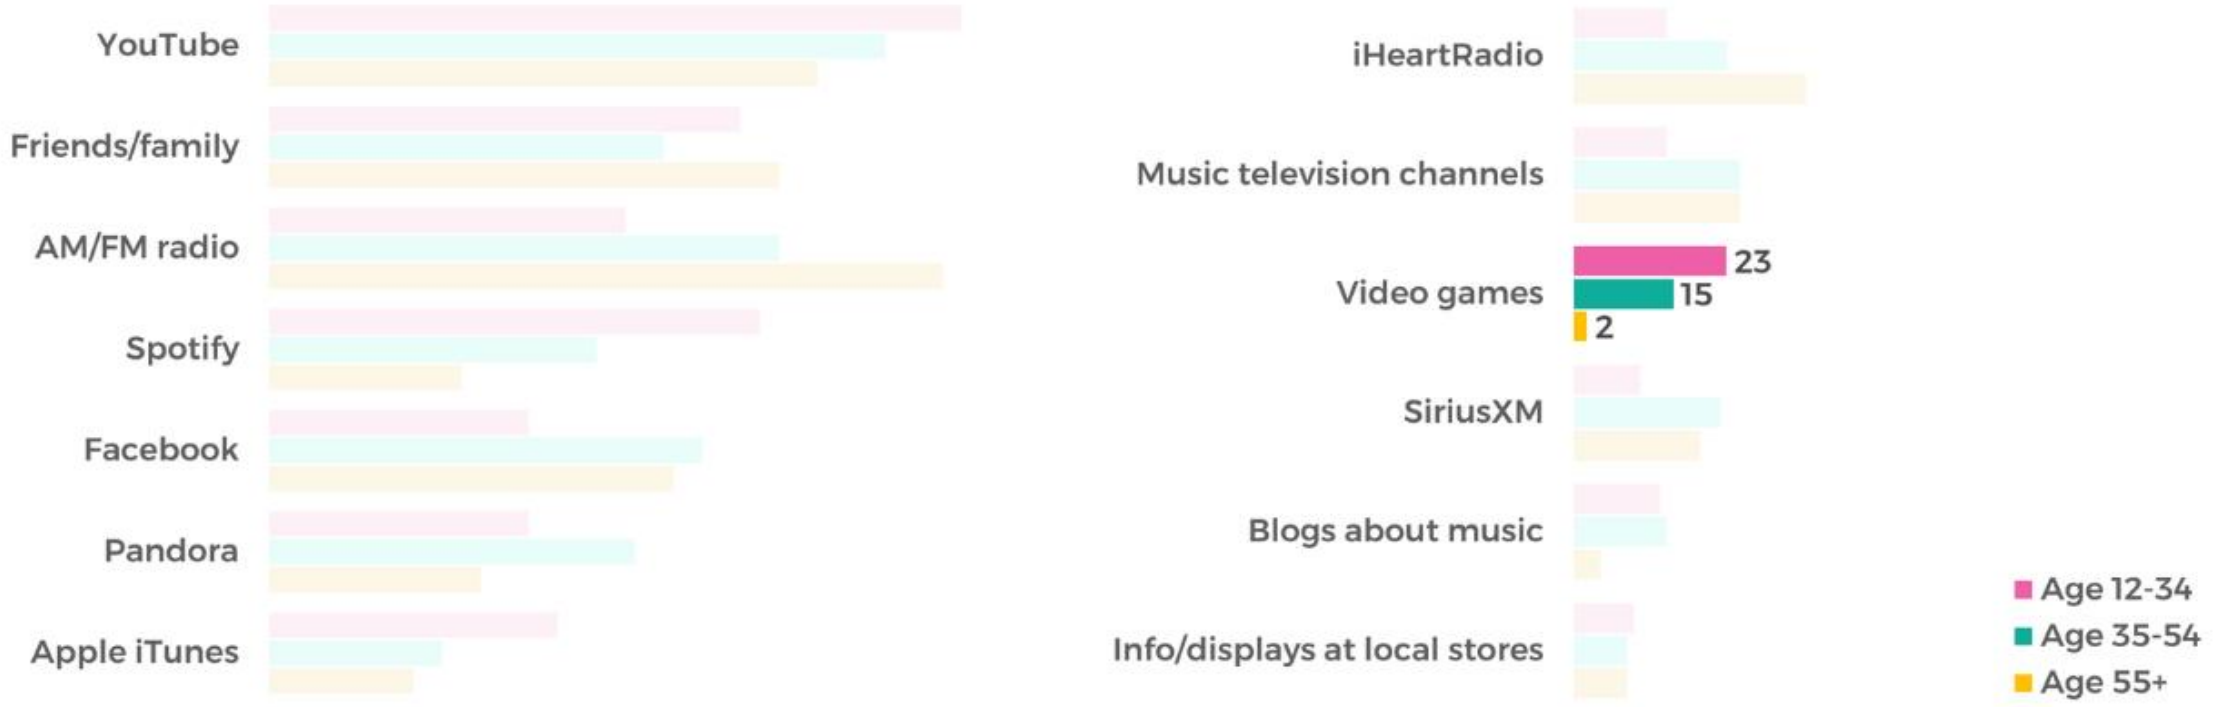 YouTube
Friends/family
AM/FM radio
Spotify
Facebook
Pandora
Apple iTunes
iHeartRadio
Music television channels
Video games
23
15
2
SiriusXM
Blogs about music
Info/displays at local stores
Age 12-34
Age 35-54
Age 55+